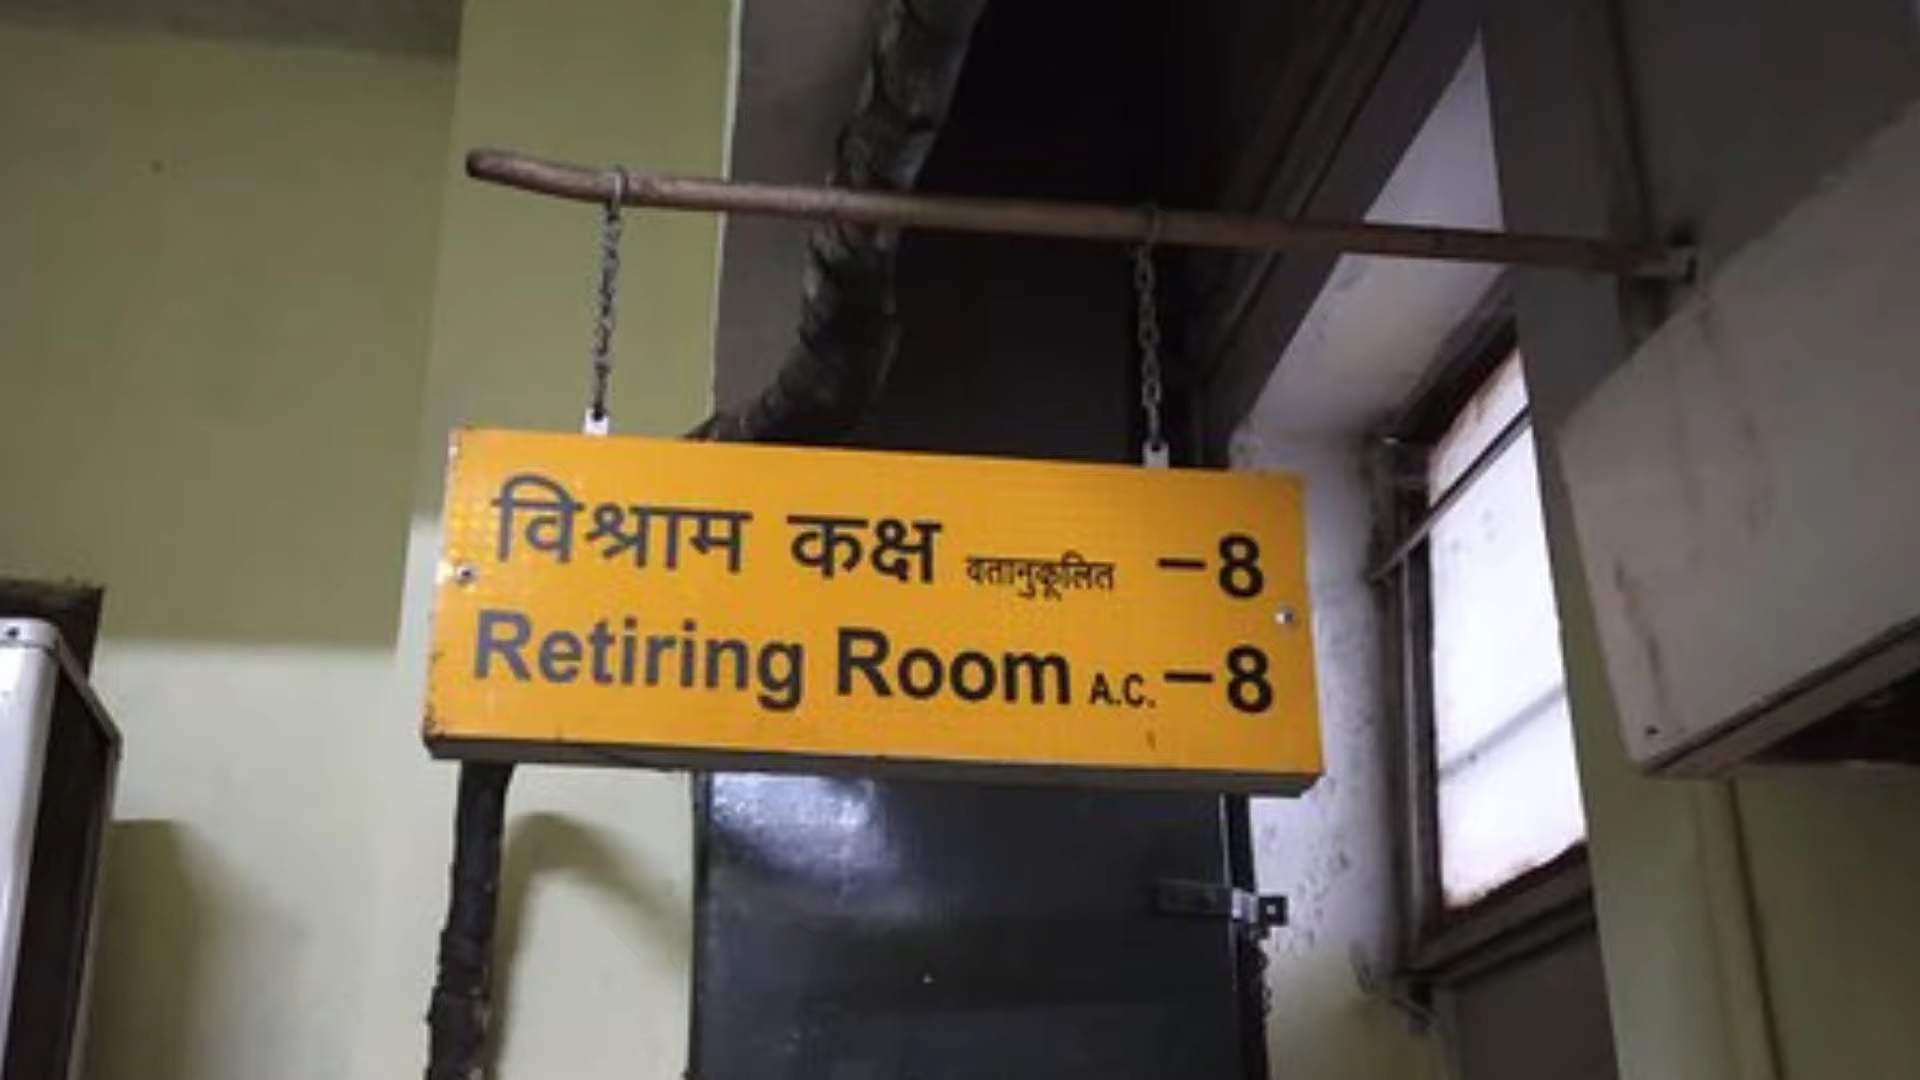 विश्राम कक्ष वतानुकूलित -8
Retiring Room A.C. -8